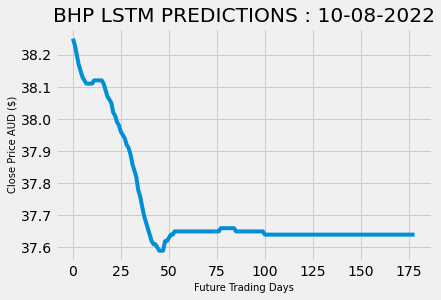 BHP LSTM PREDICTIONS : 10-08-2022
38.2
38.1
38.0
37.9
37.8
37.7
37.6
Close Price AUD ($)
0 25 50 75 100 125 150 175
Future Trading Days